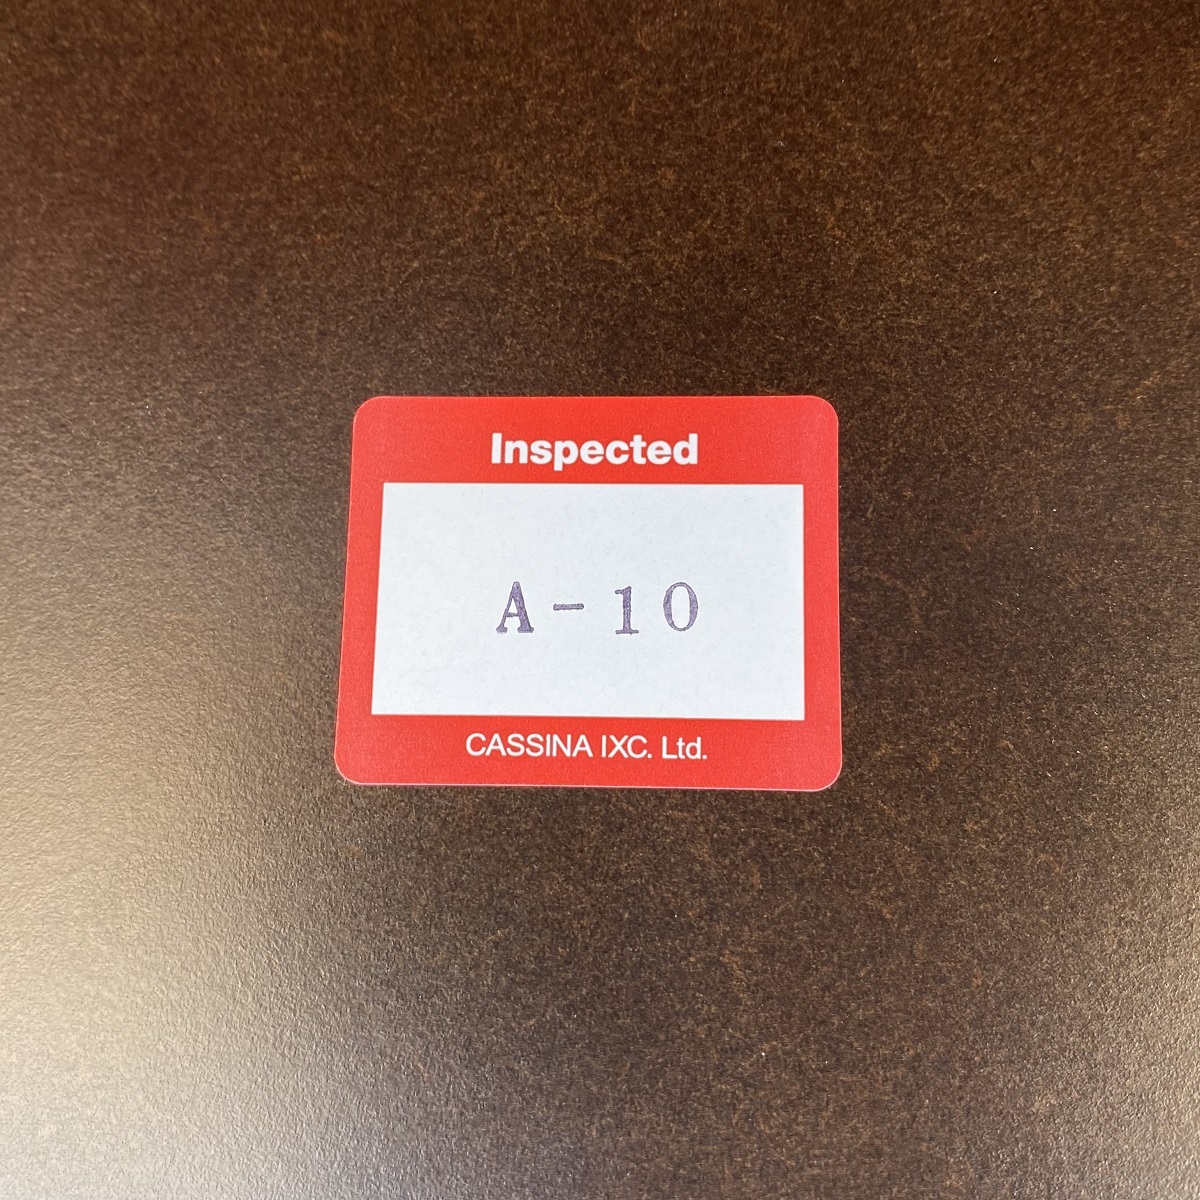 Inspected
A-10
CASSINA IXC. Ltd.